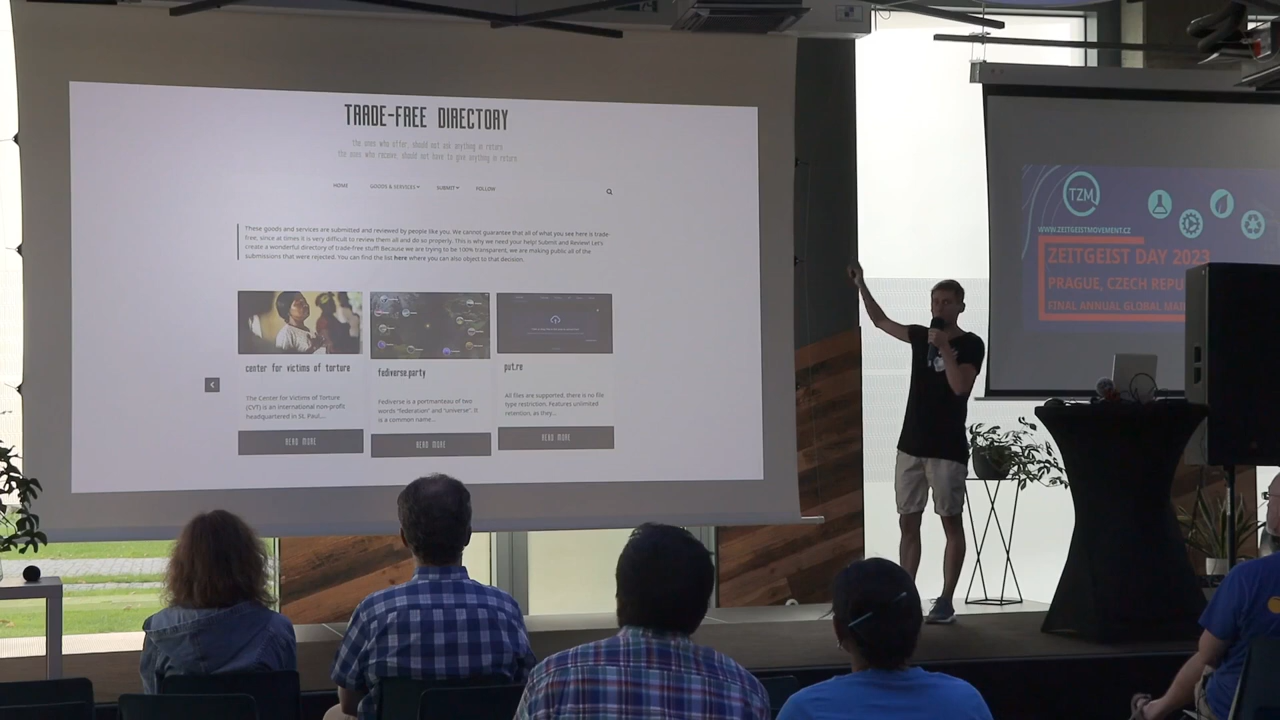 TRADE-FREE DIRECTORY
the ones who offer, should not ask anything in return
the ones who receive, should not have to give anything in return
HOME GOODS & SERVICES SUBMIT FOLLOW
These goods and services are submitted and reviewed by people like you. We cannot guarantee that all of what you see here is trade-
free, since at times it is very difficult to review them all and do so properly. This is why we need your help! Submit and Review! Let's
create a wonderful directory of trade-free stuff! Because we are trying to be 100% transparent, we are making public all of the
submissions that were rejected. You can find the list here where you can also object to that decision.
center for victims of torture
The Center for Victims of Torture
(CVT) is an international non-profit
headquartered in St. Paul,...
READ MORE
fediverse.party
Fediverse is a portmanteau of two
words "federation" and "universe". It
is a common name...
READ MORE
put.re
All files are supported, there is no file
type restriction. Features unlimited
retention, as they...
READ MORE
TZM
WWW.ZEITGEISTMOVEMENT.CZ
ZEITGEIST DAY 2023
PRAGUE, CZECH REPU
FINAL ANNUAL GLOBAL MAI